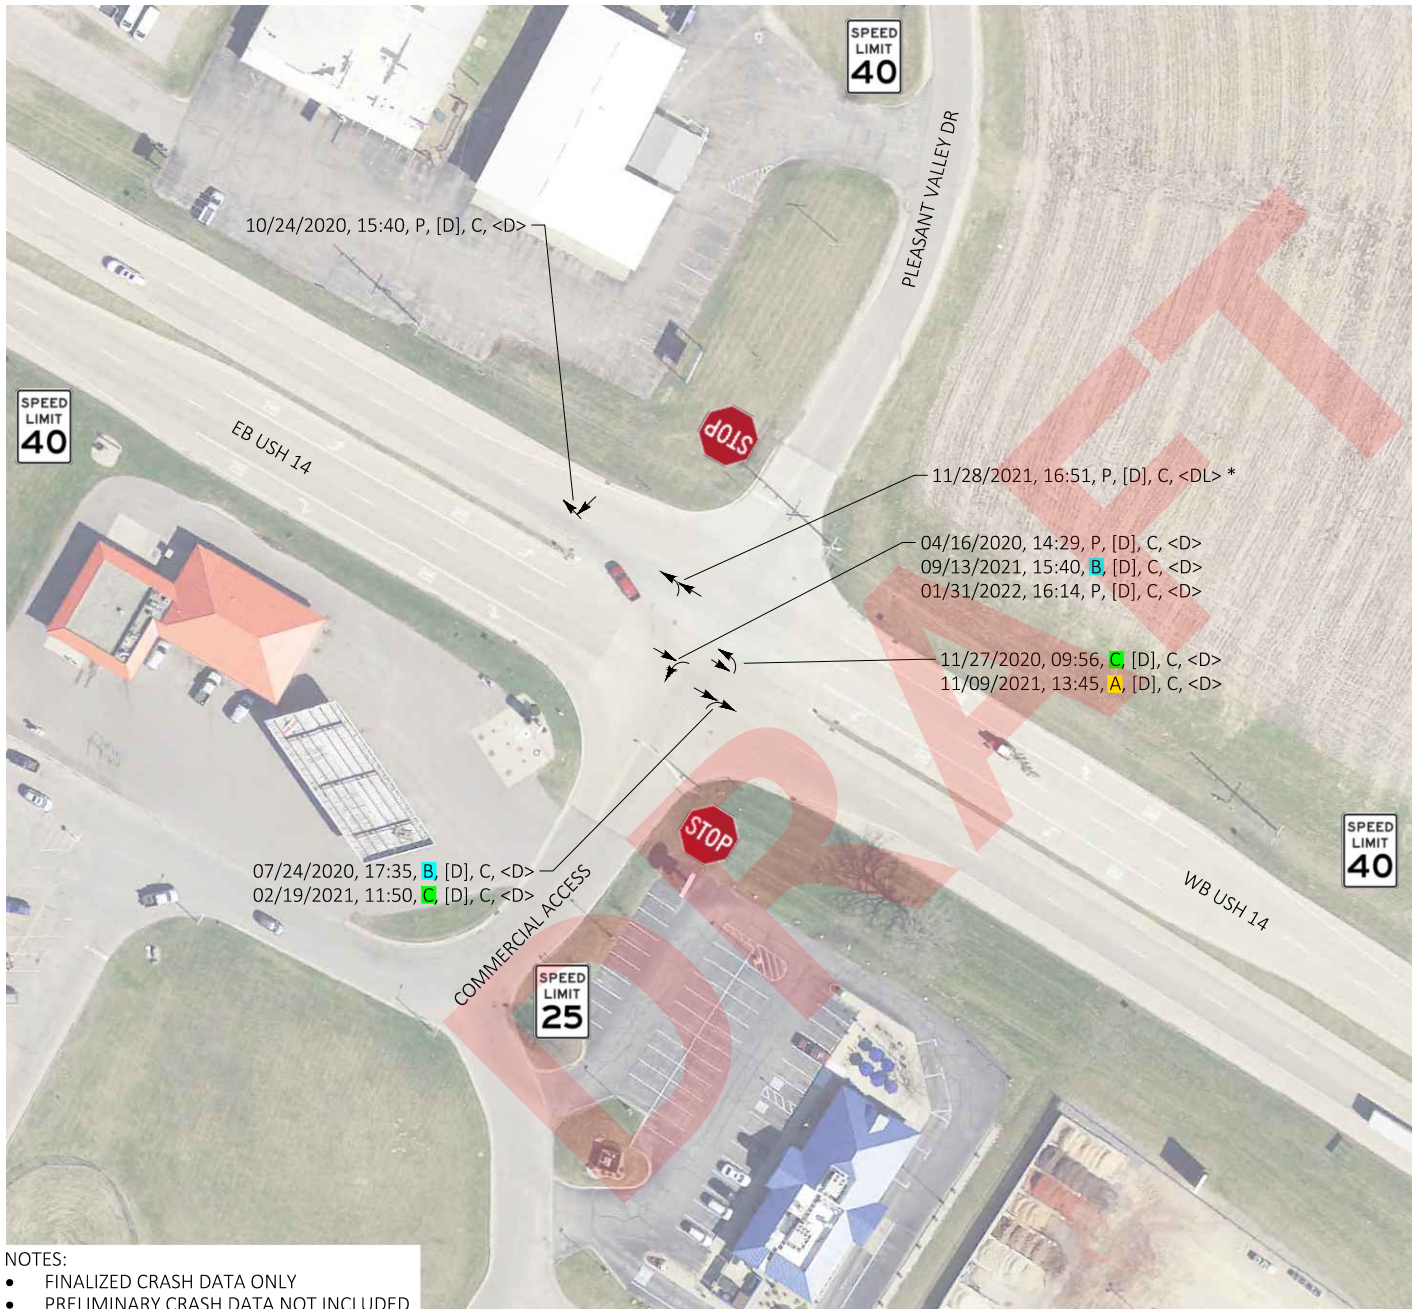 SPEED
LIMIT
40
PLEASANT VALLEY DR
10/24/2020, 15:40, P, [D], C, <D>
SPEED
LIMIT
40
EB USH 14
STOP
11/28/2021, 16:51, P, [D], C, <DL> *
04/16/2020, 14:29, P, [D], C, <D>
09/13/2021, 15:40, B, [D], C, <D>
01/31/2022, 16:14, P, [D], C, <D>
11/27/2020, 09:56, C, [D], C, <D>
11/09/2021, 13:45, A, [D], C, <D>
STOP
SPEED
LIMIT
40
07/24/2020, 17:35, B, [D], C, <D>
02/19/2021, 11:50, C, [D], C, <D>
WB USH 14
COMMERCIAL ACCESS
SPEED
LIMIT
25
DRAFT
NOTES:
• FINALIZED CRASH DATA ONLY
• PRELIMINARY CRASH DATA NOT INCLUDED